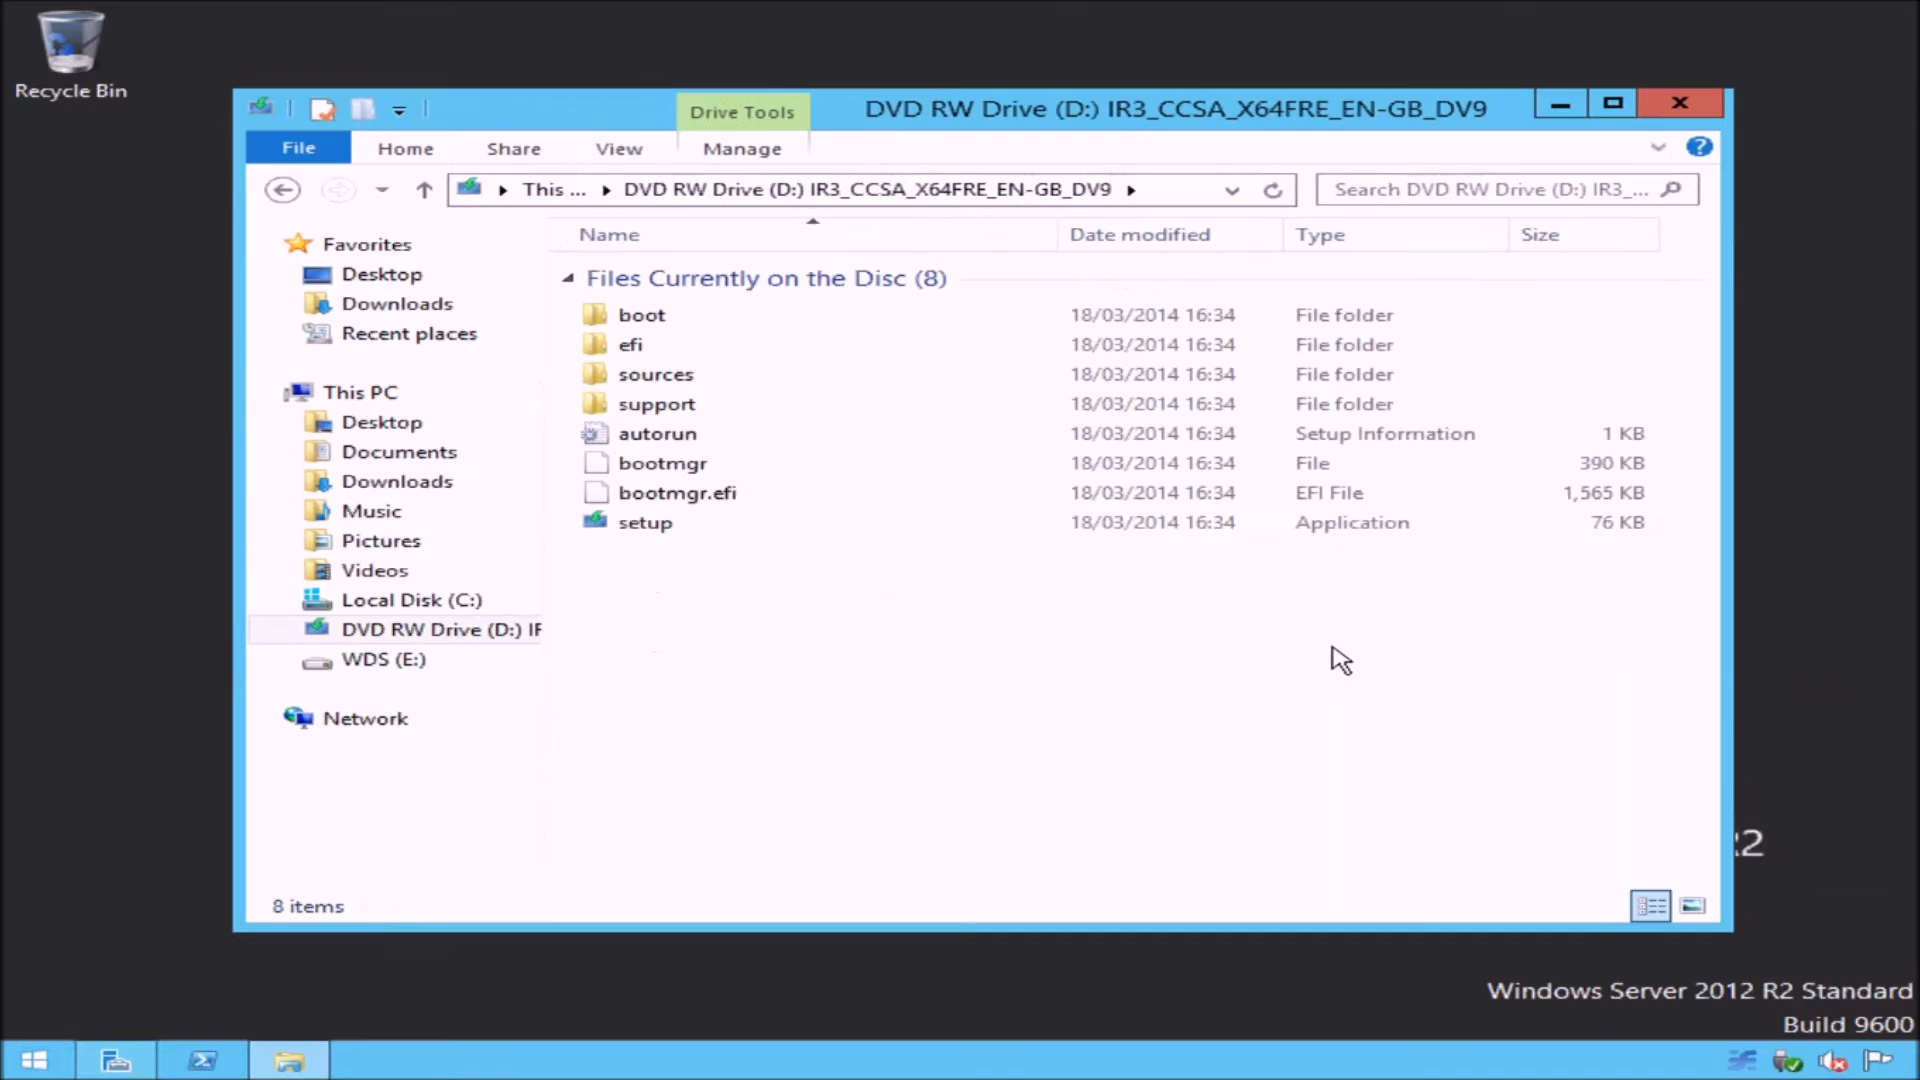 Recycle Bin
Drive Tools
DVD RW Drive (D:) IR3_CCSA_X64FRE_EN-GB_DV9
File
Home
Share
View
Manage
This ...
DVD RW Drive (D:) IR3_CCSA_X64FRE_EN-GB_DV9
Search DVD RW Drive (D:) IR3_...
Favorites
Desktop
Downloads
Recent places
This PC
Desktop
Documents
Downloads
Music
Pictures
Videos
Local Disk (C:)
DVD RW Drive (D:) IF
WDS (E:)
Network
Name Date modified Type Size
Files Currently on the Disc (8)
boot 18/03/2014 16:34 File folder
efi 18/03/2014 16:34 File folder
sources 18/03/2014 16:34 File folder
support 18/03/2014 16:34 File folder
autorun 18/03/2014 16:34 Setup Information 1 KB
bootmgr 18/03/2014 16:34 File 390 KB
bootmgr.efi 18/03/2014 16:34 EFI File 1,565 KB
setup 18/03/2014 16:34 Application 76 KB
8 items
R2
Windows Server 2012 R2 Standard
Build 9600